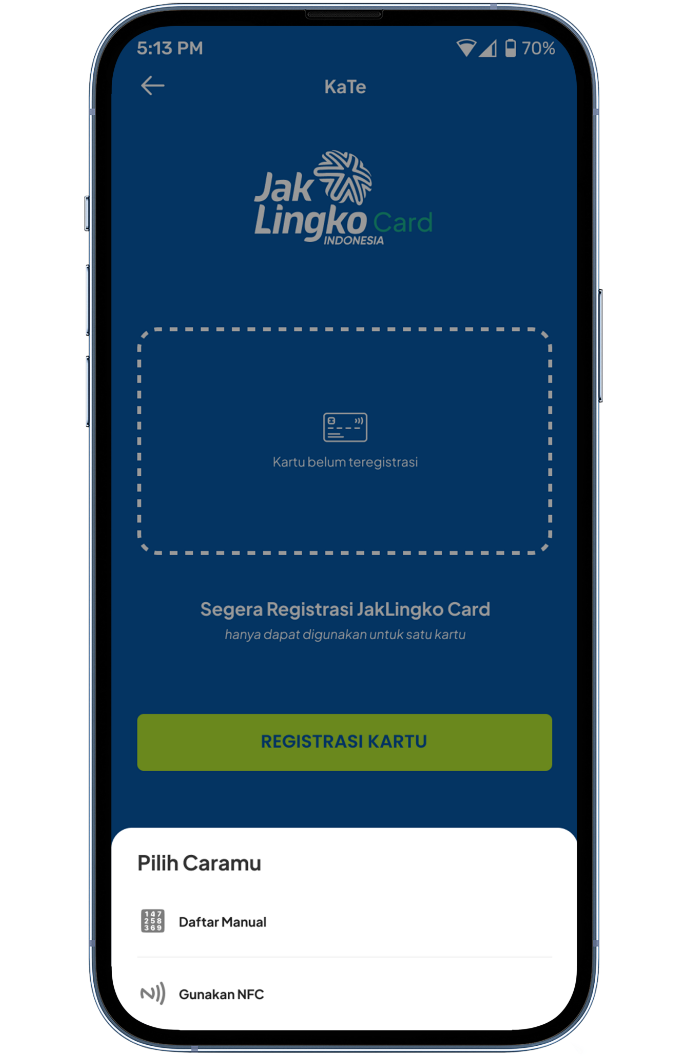 5:13 PM
70%
KaTe
Jak
Lingko Card
INDONESIA
Kartu belum teregistrasi
Segera Registrasi JakLingko Card
hanya dapat digunakan untuk satu kartu
REGISTRASI KARTU
Pilih Caramu
147
258
369
Daftar Manual
Gunakan NFC